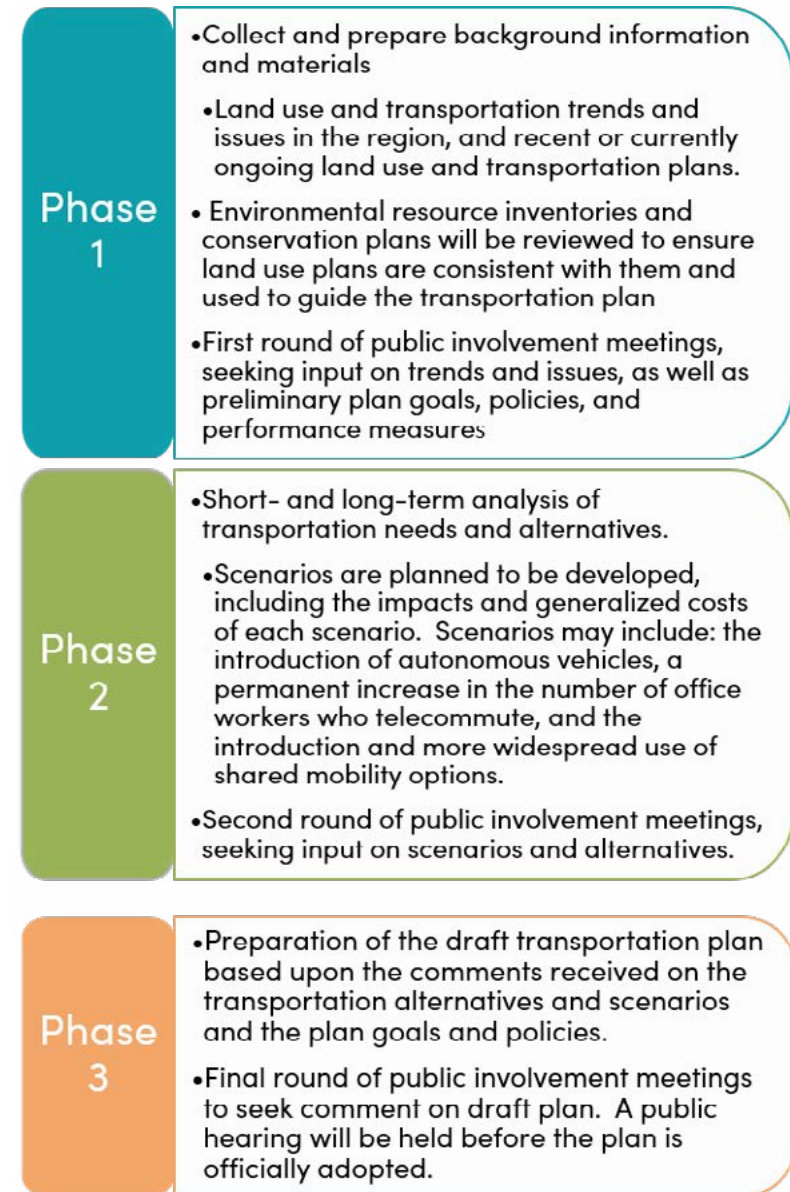 Phase
1
•Collect and prepare background information
and materials
•Land use and transportation trends and
issues in the region, and recent or currently
ongoing land use and transportation plans.
• Environmental resource inventories and
conservation plans will be reviewed to ensure
land use plans are consistent with them and
used to guide the transportation plan
•First round of public involvement meetings,
seeking input on trends and issues, as well as
preliminary plan goals, policies, and
performance measures
Phase
2
•Short- and long-term analysis of
transportation needs and alternatives.
•Scenarios are planned to be developed,
including the impacts and generalized costs
of each scenario.  Scenarios may include: the
introduction of autonomous vehicles, a
permanent increase in the number of office
workers who telecommute, and the
introduction and more widespread use of
shared mobility options.
•Second round of public involvement meetings,
seeking input on scenarios and alternatives.
Phase
3
•Preparation of the draft transportation plan
based upon the comments received on the
transportation alternatives and scenarios
and the plan goals and policies.
•Final round of public involvement meetings
to seek comment on draft plan.  A public
hearing will be held before the plan is
officially adopted.